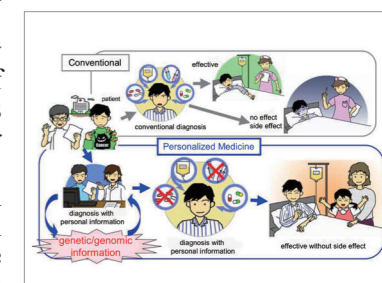 Conventional
patient
Cancer
conventional diagnosis
effective
no effect
side effect
Personalized Medicine
diagnosis with
personal information
genetic/genomic
information
diagnosis with
personal information
effective without side effect